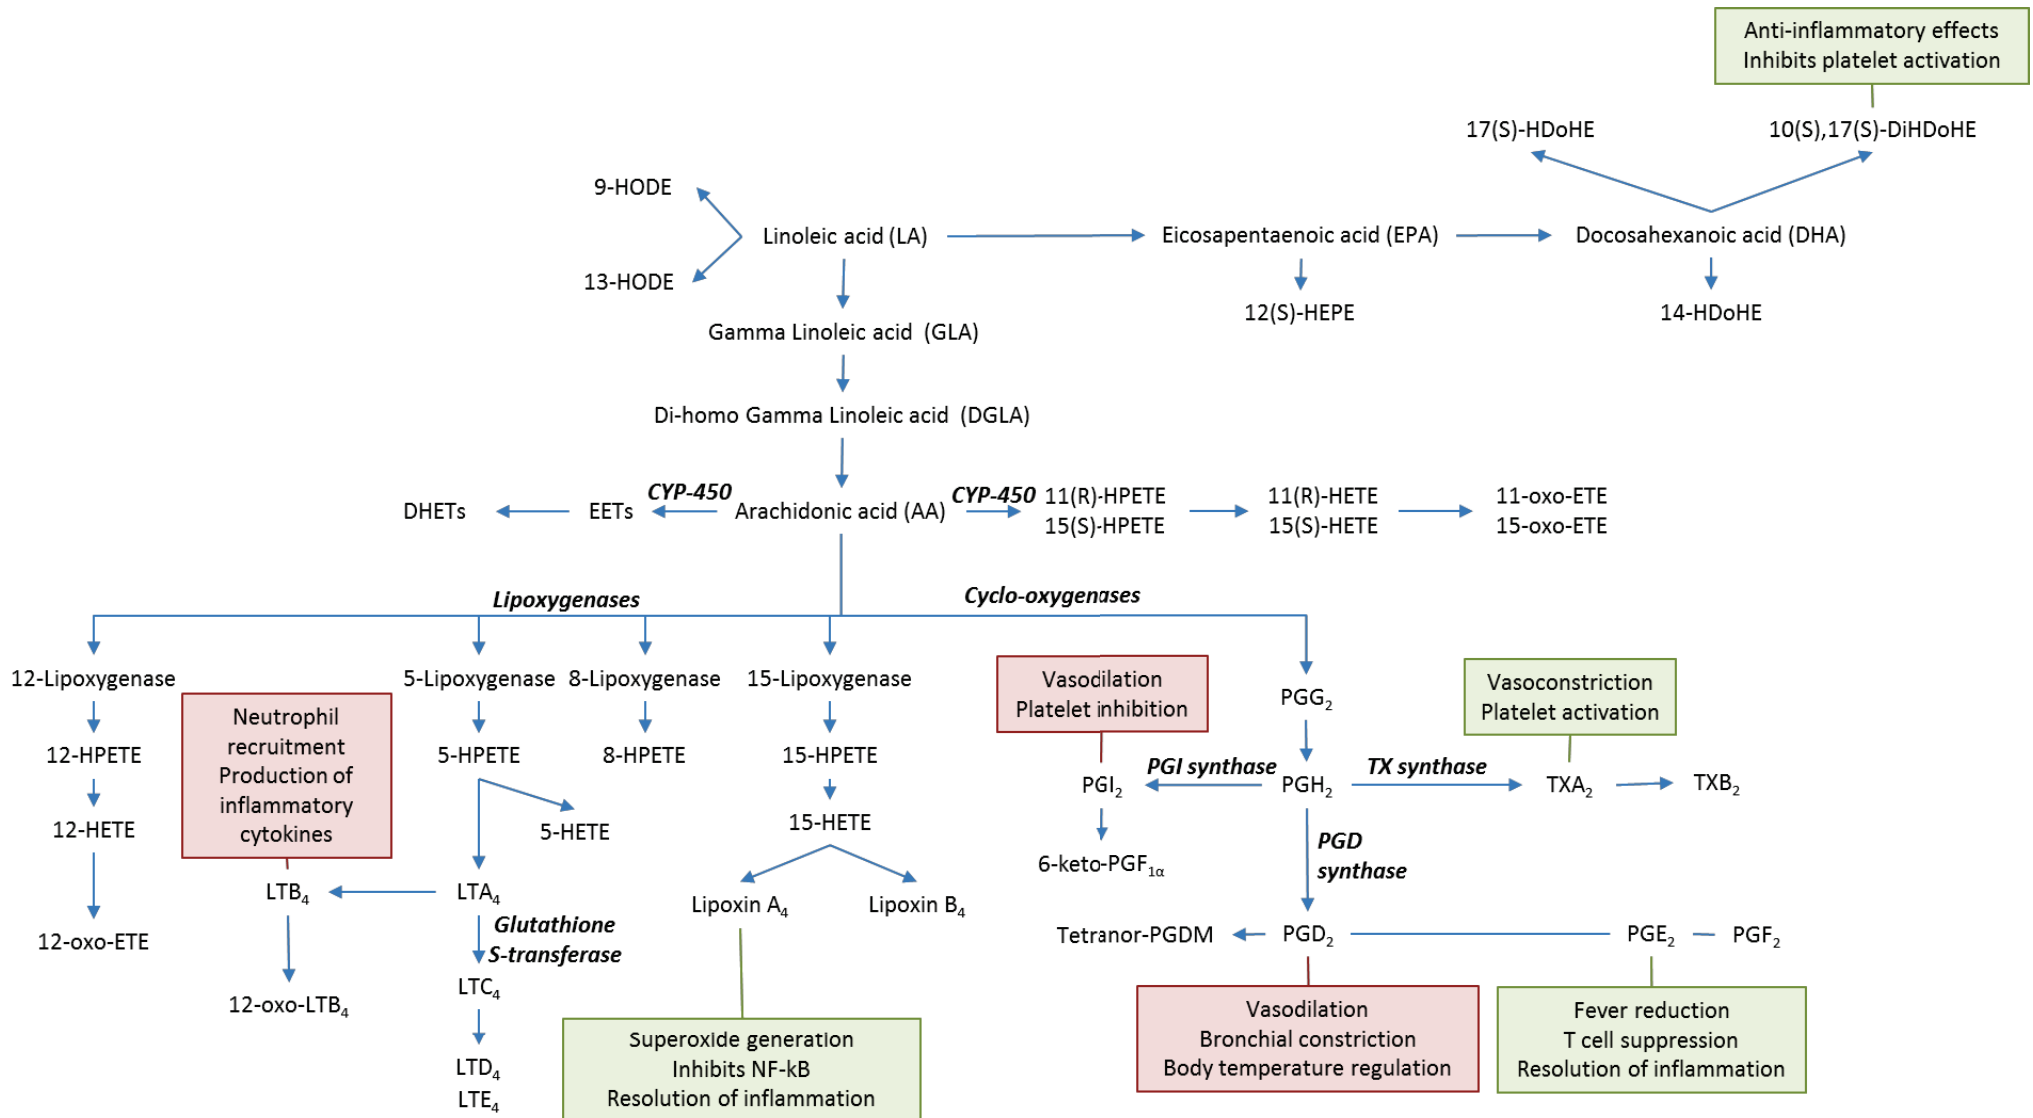 Anti-inflammatory effects
Inhibits platelet activation
17(S)-HDoHE
10(S),17(S)-DiHDoHE
9-HODE
Linoleic acid (LA)
Eicosapentaenoic acid (EPA)
Docosahexanoic acid (DHA)
13-HODE
12(S)-HEPE
14-HDoHE
Gamma Linoleic acid (GLA)
Di-homo Gamma Linoleic acid (DGLA)
DHETs
EETs
CYP-450
Arachidonic acid (AA)
CYP-450
11(R)-HPETE
15(S)-HPETE
11(R)-HETE
15(S)-HETE
11-oxo-ETE
15-oxo-ETE
Lipoxygenases
Cyclo-oxygenases
12-Lipoxygenase
5-Lipoxygenase
8-Lipoxygenase
15-Lipoxygenase
Neutrophil
recruitment
Production of
inflammatory
cytokines
Vasodilation
Platelet inhibition
PGG2
Vasoconstriction
Platelet activation
12-HPETE
5-HPETE
8-HPETE
15-HPETE
PGI2
PGI synthase
PGH2
TX synthase
TXA2
TXB2
12-HETE
5-HETE
15-HETE
6-keto-PGF1α
PGD
synthase
LTB4
LTA4
Lipoxin A4
Lipoxin B4
Glutathione
S-transferase
12-oxo-ETE
Tetranor-PGDM
PGD2
PGE2
PGF2
12-oxo-LTB4
LTC4
LTD4
LTE4
Superoxide generation
Inhibits NF-kB
Resolution of inflammation
Vasodilation
Bronchial constriction
Body temperature regulation
Fever reduction
T cell suppression
Resolution of inflammation